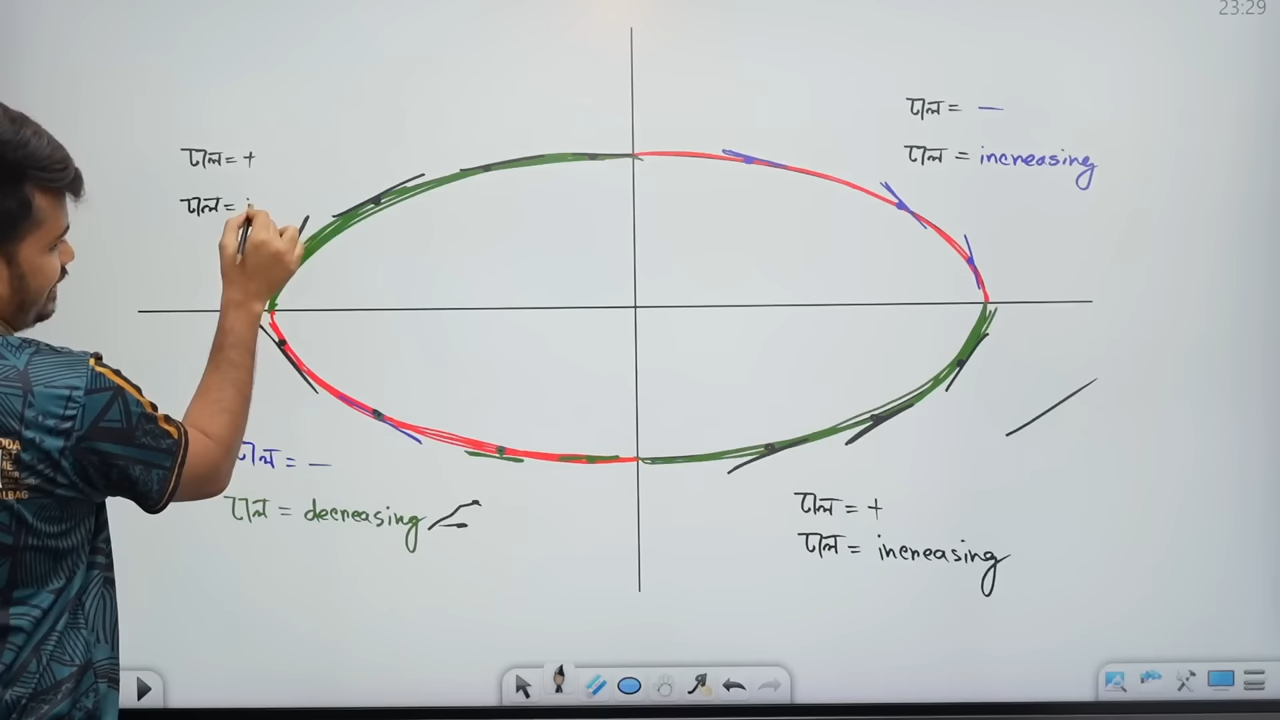 23:29
ঢাল = —
ঢাল = increasing
ঢাল = +
ঢাল =
ঢাল = —
ঢাল = decreasing
ঢাল = +
ঢাল = increasing